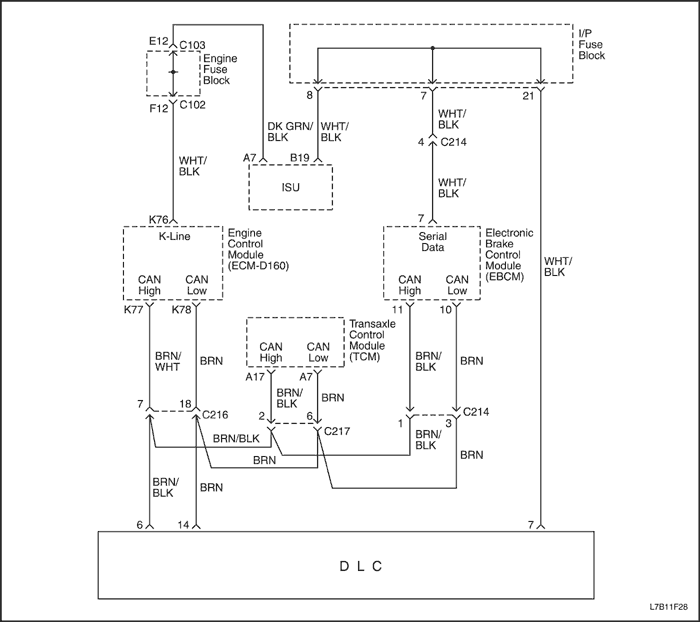 E12 C103
Engine
Fuse
Block
F12 C102
I/P
Fuse
Block
8 7 21
DK GRN/
BLK
WHT/
BLK
WHT/
BLK
4 C214
A7 B19
ISU
WHT/
BLK
WHT/
BLK
K76
7
K-Line
CAN
High
CAN
Low
Engine
Control
Module
(ECM-D160)
Serial
Data
CAN
High
CAN
Low
Electronic
Brake
Control
Module
(EBCM)
WHT/
BLK
K77 K78
11 10
CAN
High
CAN
Low
Transaxle
Control
Module
(TCM)
A17 A7
BRN/
WHT
BRN
BRN/
BLK
BRN
BRN/
BLK
BRN
7 18 C216
2 6 C217
1 3 C214
BRN/BLK
BRN
BRN/
BLK
BRN
BRN/
BLK
BRN
6 14 7
DLC
L7B11F28